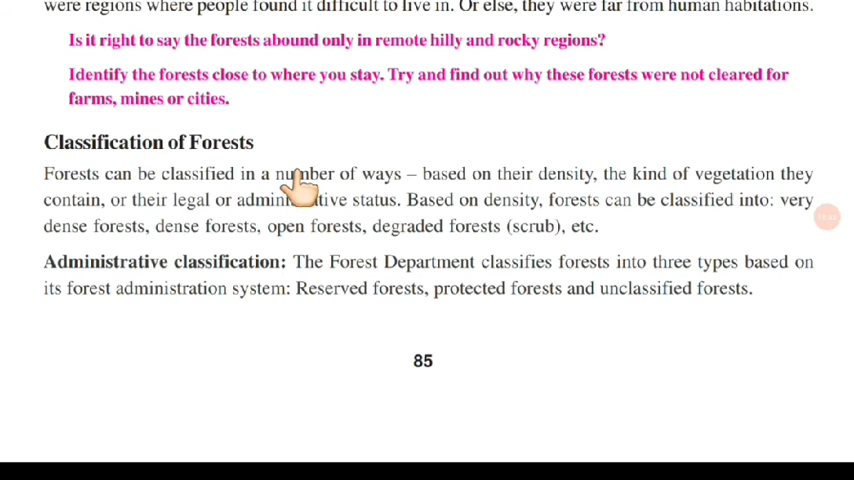 were regions where people found it difficult to live in. Or else, they were far from human habitations.
Is it right to say the forests abound only in remote hilly and rocky regions?
Identify the forests close to where you stay. Try and find out why these forests were not cleared for
farms, mines or cities.
Classification of Forests
Forests can be classified in a number of ways – based on their density, the kind of vegetation they
contain, or their legal or administrative status. Based on density, forests can be classified into: very
dense forests, dense forests, open forests, degraded forests (scrub), etc.
Administrative classification: The Forest Department classifies forests into three types based on
its forest administration system: Reserved forests, protected forests and unclassified forests.
85